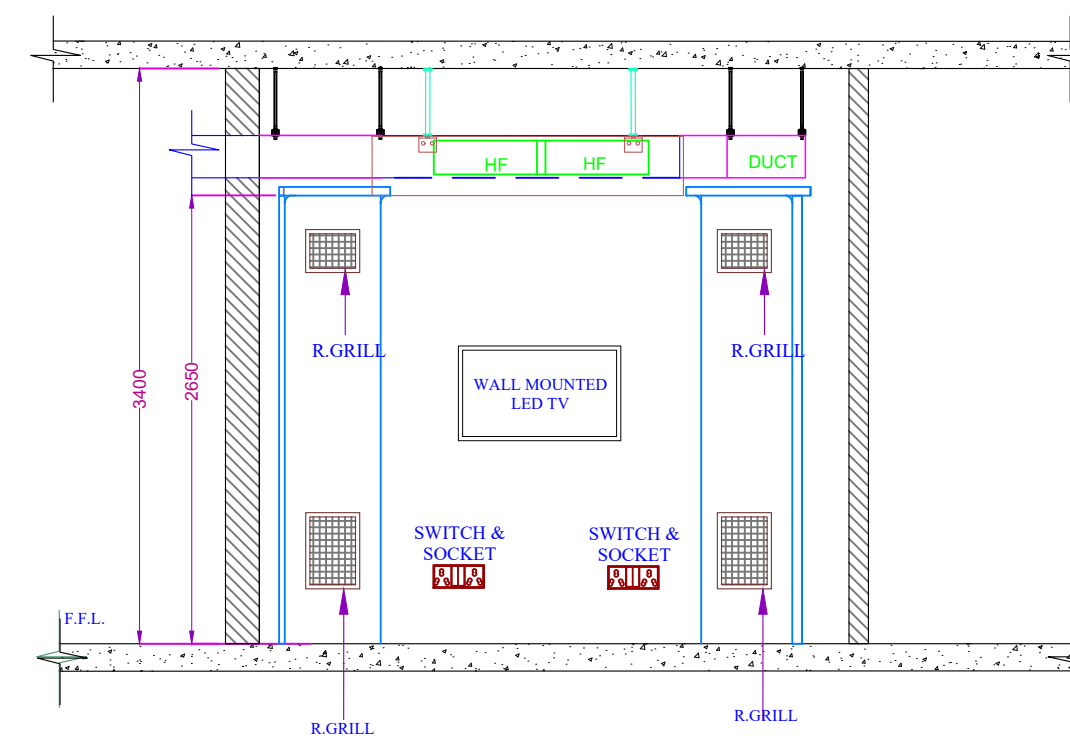 HF
HF
DUCT
R.GRILL
R.GRILL
3400
2650
WALL MOUNTED
LED TV
SWITCH &
SOCKET
SWITCH &
SOCKET
F.F.L.
R.GRILL
R.GRILL